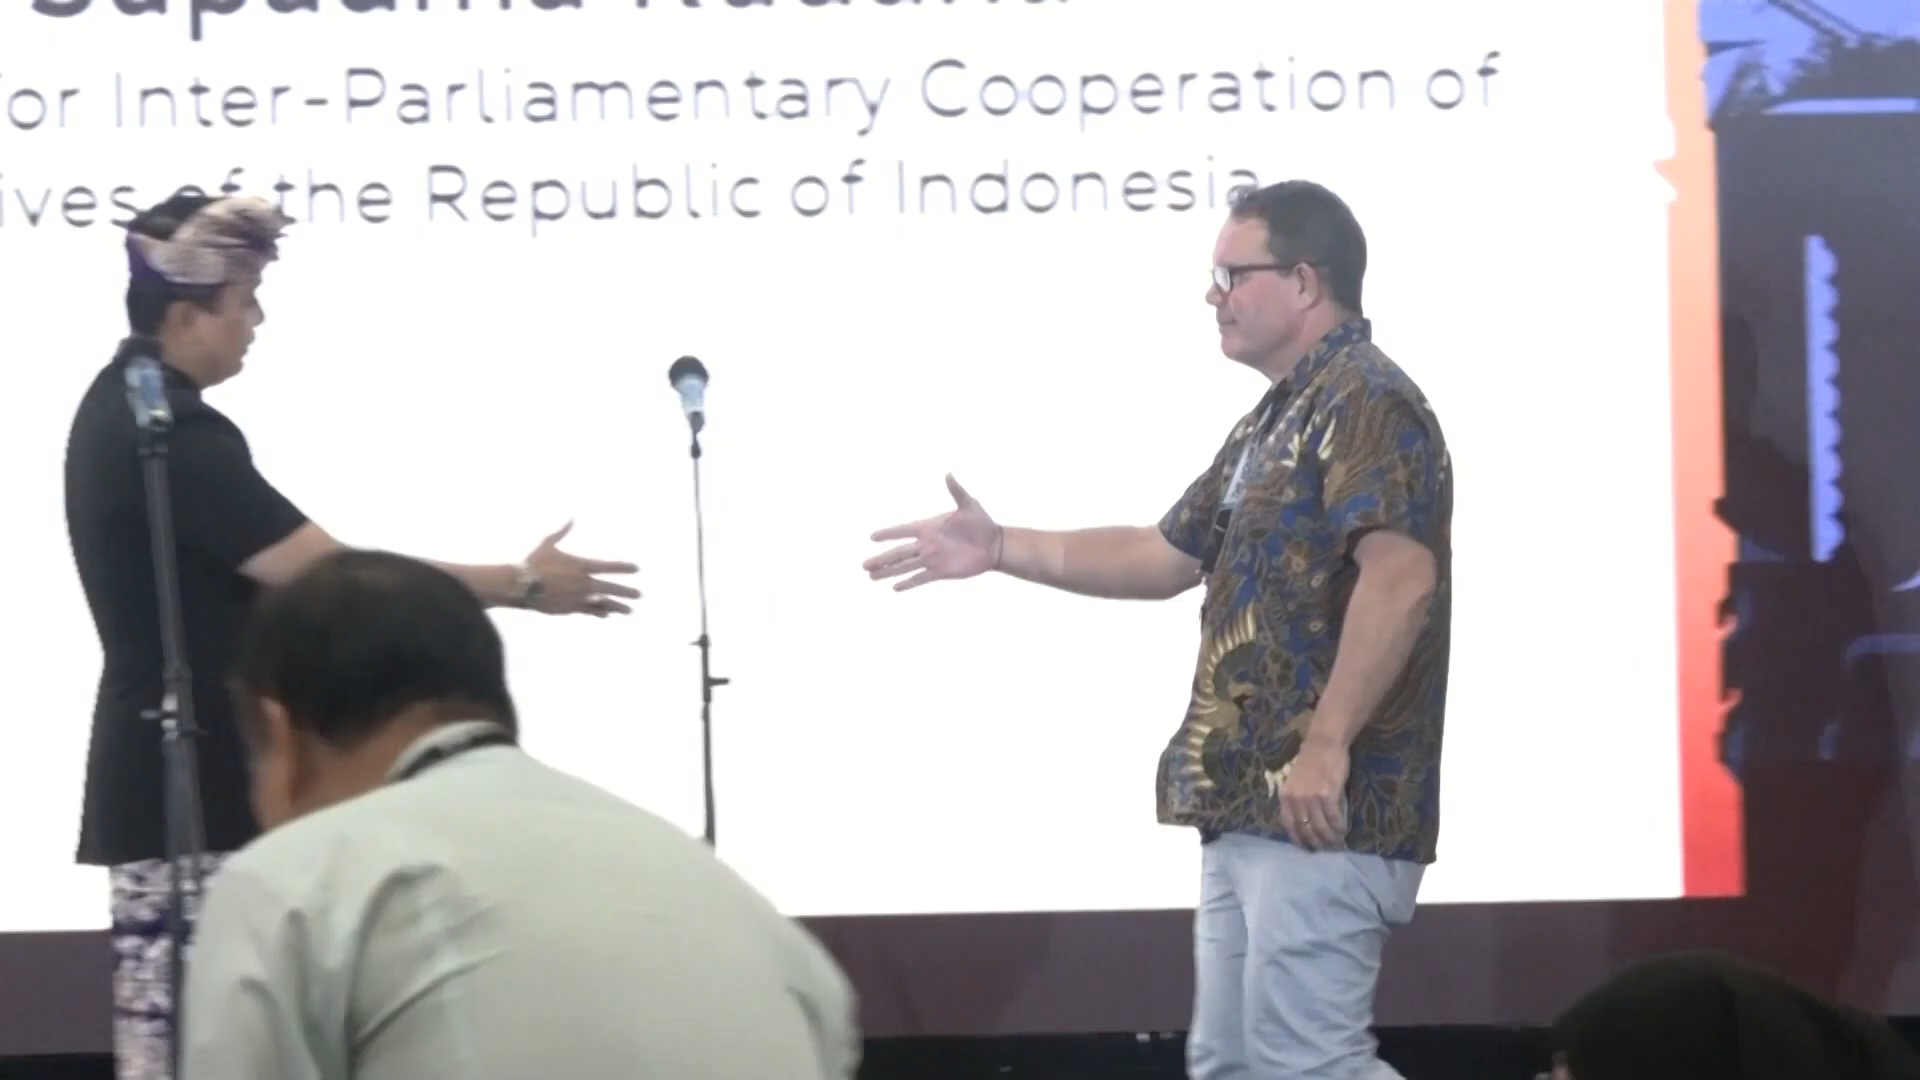 for Inter-Parliamentary Cooperation of
ives of the Republic of Indonesia